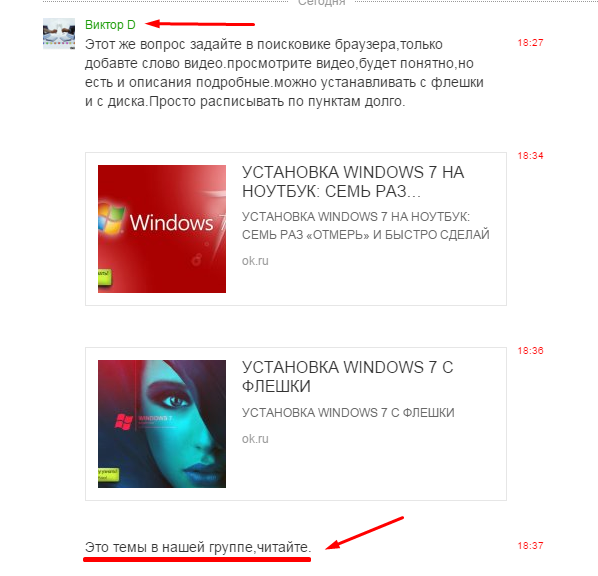 Сегодня
Виктор D
Этот же вопрос задайте в поисковике браузера,только
18:27
добавте слово видео.просмотрите видео,будет понятно,но
есть и описания подробные.можно устанавливать с флешки
и с диска.Просто расписывать по пунктам долго.
18:34
УСТАНОВКА WINDOWS 7 НА
НОУТБУК: СЕМЬ РАЗ...
УСТАНОВКА WINDOWS 7 НА НОУТБУК:
СЕМЬ РАЗ «ОТМЕРЬ» И БЫСТРО СДЕЛАЙ
ok.ru
Windows 7
18:36
УСТАНОВКА WINDOWS 7 С
ФЛЕШКИ
УСТАНОВКА WINDOWS 7 С ФЛЕШКИ
ok.ru
WINDOWS 7
Это темы в нашей группе,читайте.
18:37